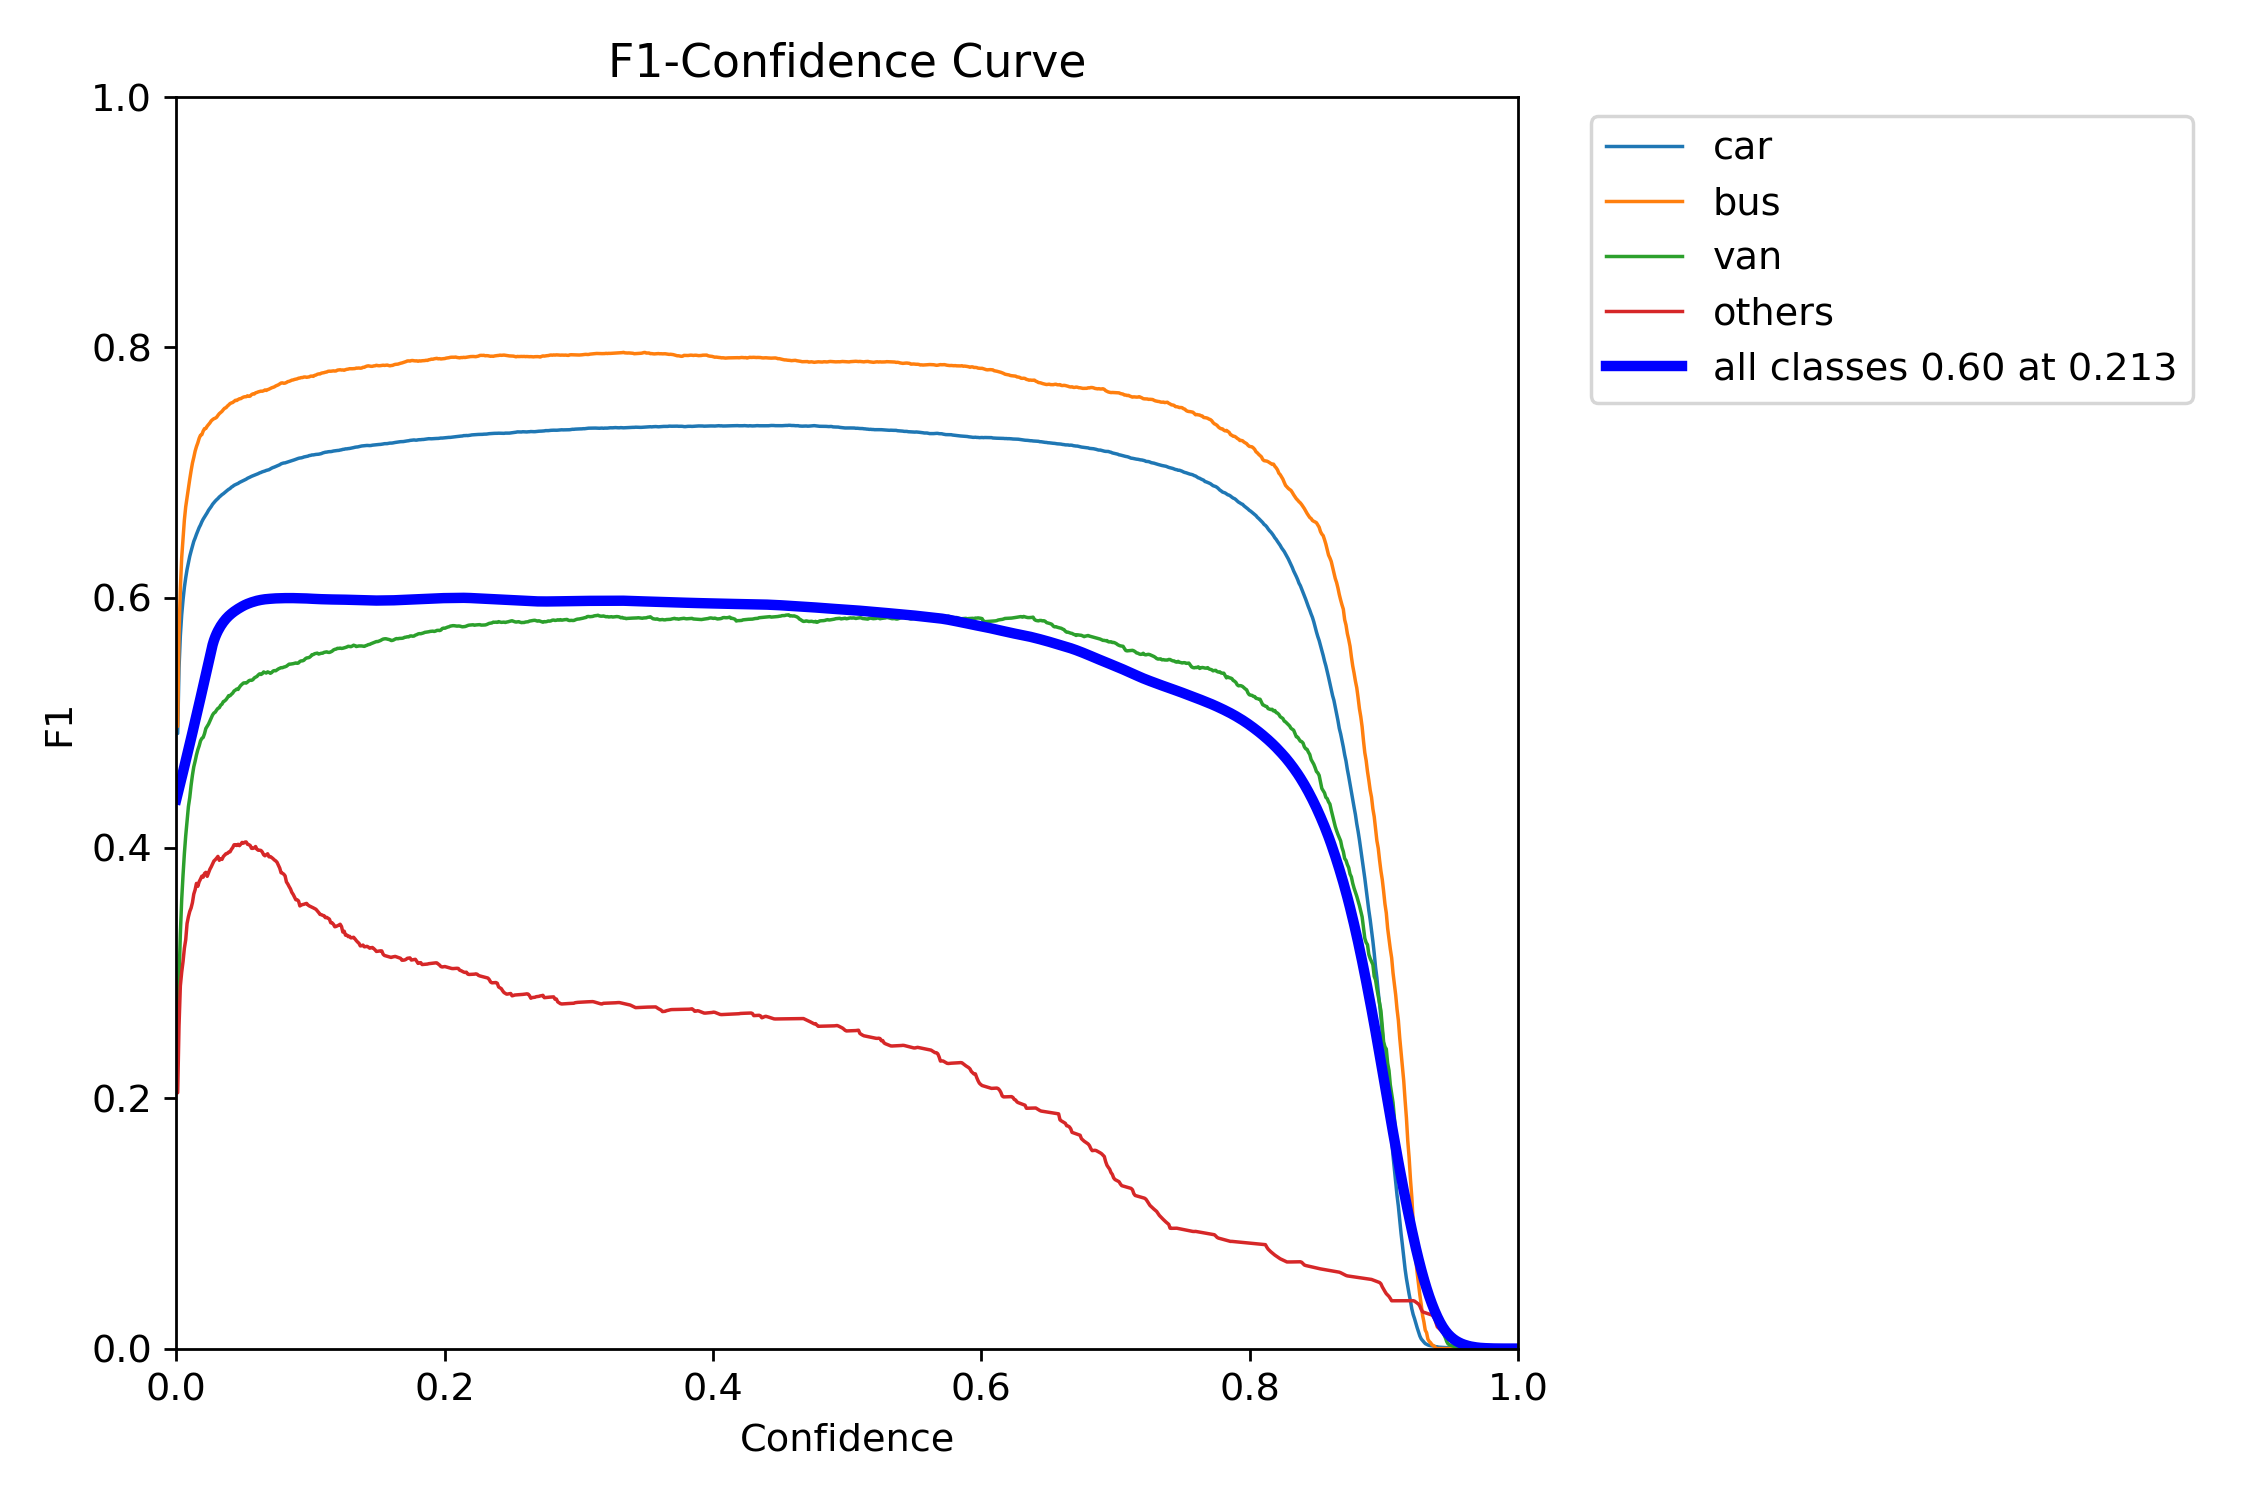 F1-Confidence Curve
1.0
0.8
0.6
0.4
0.2
0.0
F1
0.0 0.2 0.4 0.6 0.8 1.0
Confidence
car
bus
van
others
all classes 0.60 at 0.213